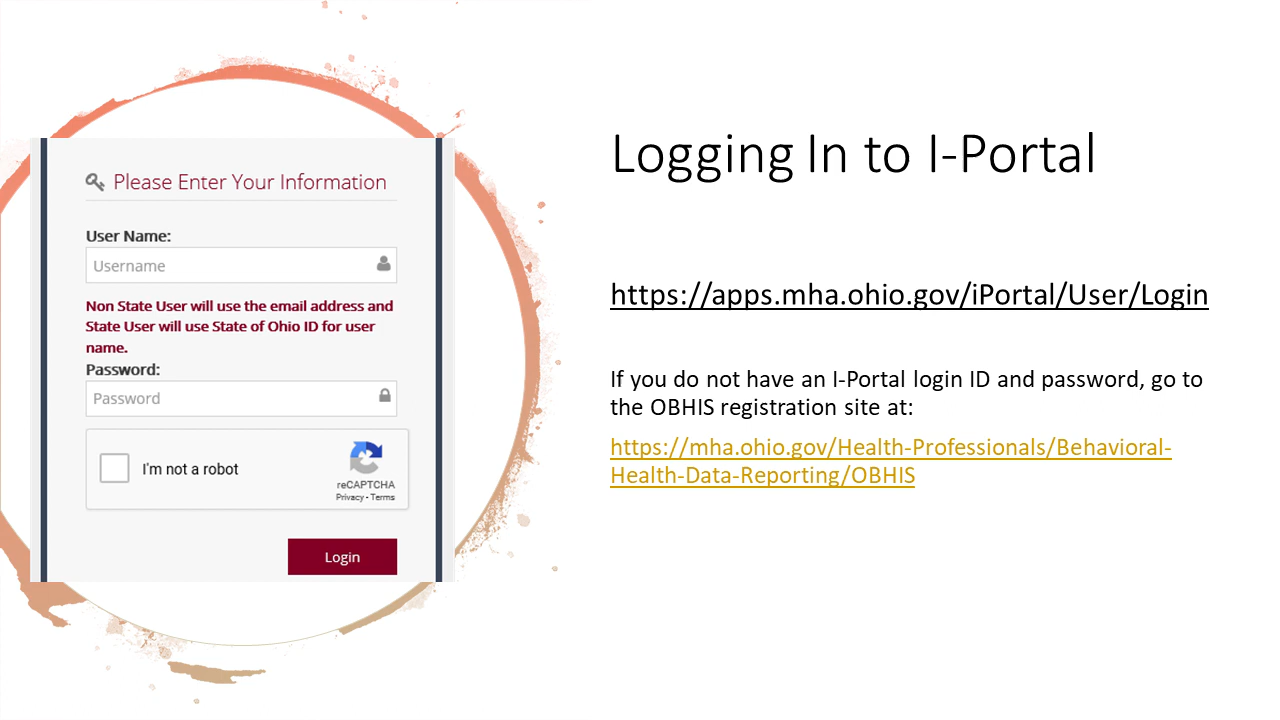 Logging In to I-Portal
Please Enter Your Information
User Name:
Username
Non State User will use the email address and
State User will use State of Ohio ID for user
name.
Password:
Password
I'm not a robot
reCAPTCHA
Privacy - Terms
Login
https://apps.mha.ohio.gov/iPortal/User/Login
If you do not have an I-Portal login ID and password, go to
the OBHIS registration site at:
https://mha.ohio.gov/Health-Professionals/Behavioral-
Health-Data-Reporting/OBHIS